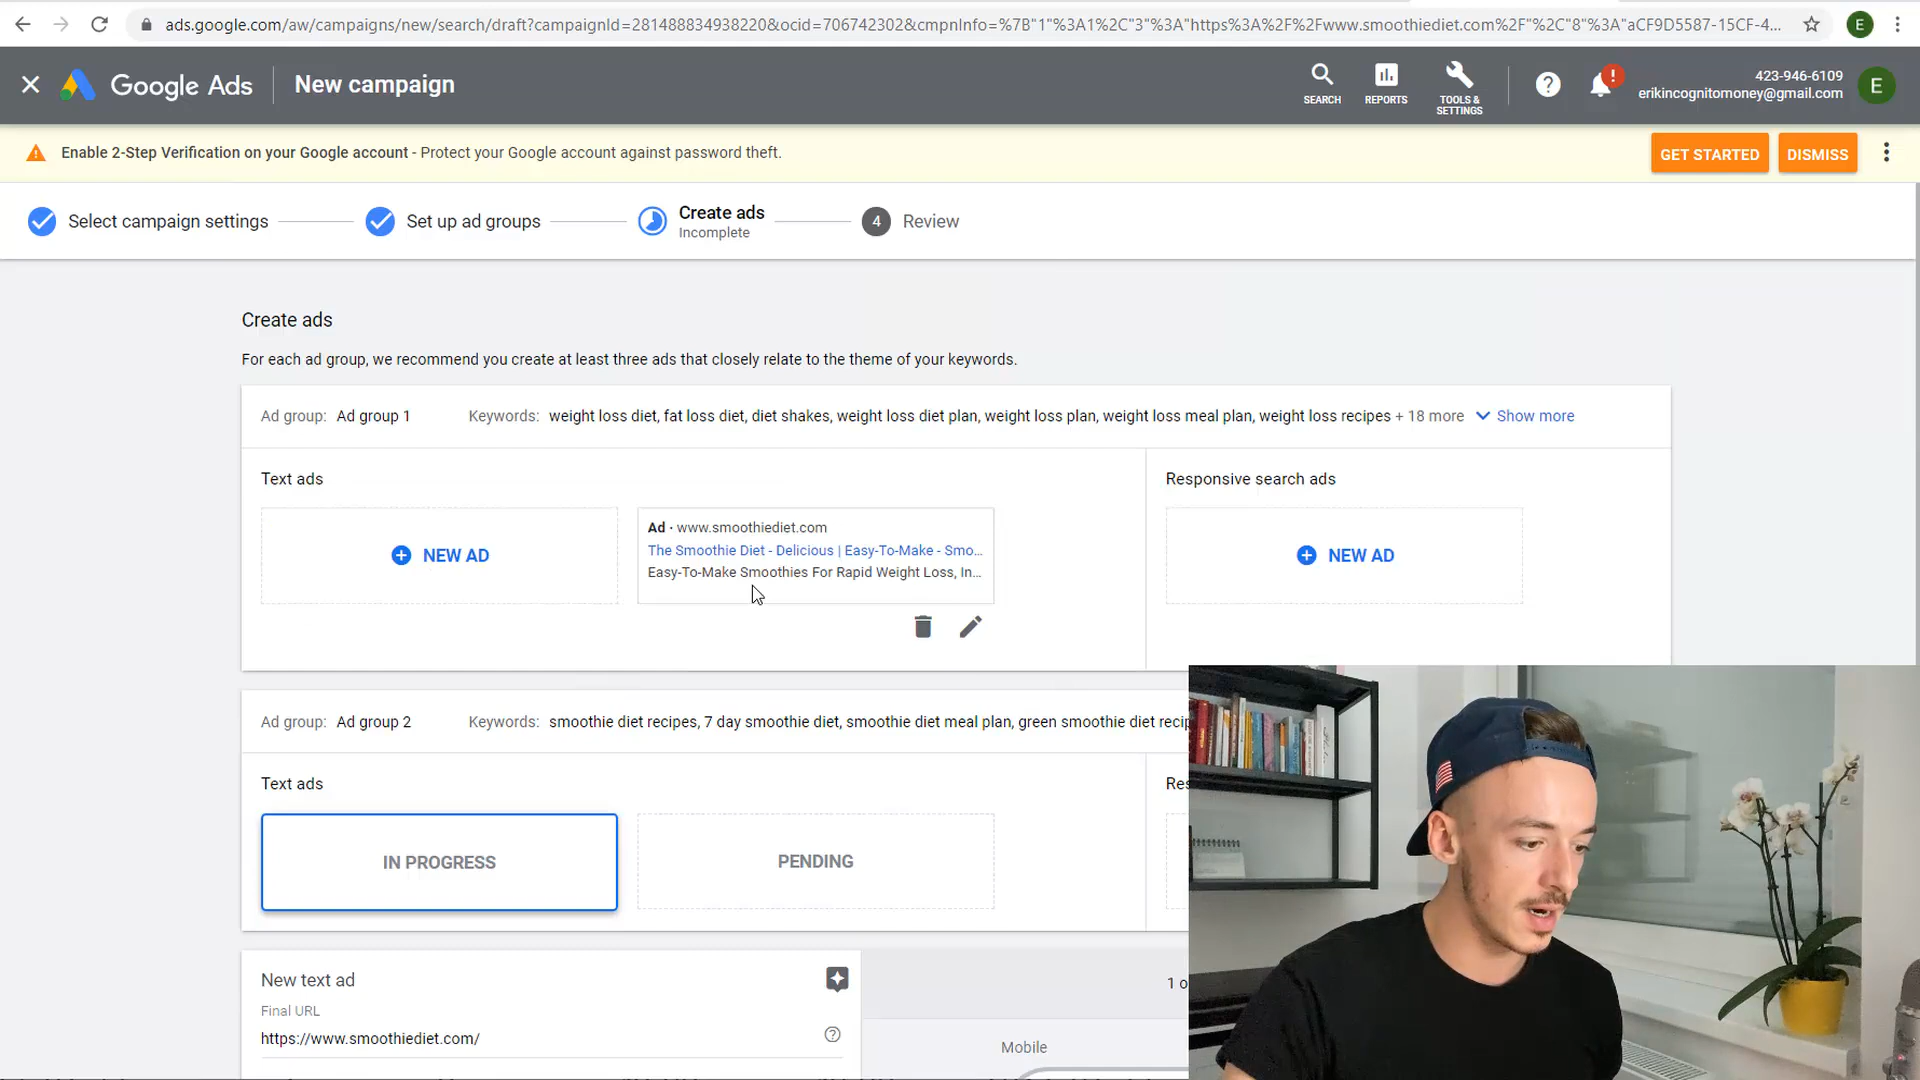 ads.google.com/aw/campaigns/new/search/draft?campaignId=281488834938220&ocid=706742302&cmpnInfo=%7B"1"%3A1%2C"3"%3A"https%3A%2F%2Fwww.smoothiediet.com%2F"%2C"8"%3A"aCF9D5587-15CF-4...
E
Google Ads
New campaign
SEARCH
REPORTS
TOOLS & SETTINGS
423-946-6109
erikincognitomoney@gmail.com
E
Enable 2-Step Verification on your Google account - Protect your Google account against password theft.
GET STARTED
DISMISS
Select campaign settings
Set up ad groups
Create ads
Incomplete
4
Review
Create ads
For each ad group, we recommend you create at least three ads that closely relate to the theme of your keywords.
Ad group: Ad group 1
Keywords: weight loss diet, fat loss diet, diet shakes, weight loss diet plan, weight loss plan, weight loss meal plan, weight loss recipes + 18 more
Show more
Text ads
Responsive search ads
NEW AD
Ad · www.smoothiediet.com
The Smoothie Diet - Delicious | Easy-To-Make - Smo...
Easy-To-Make Smoothies For Rapid Weight Loss, In...
NEW AD
Ad group: Ad group 2
Keywords: smoothie diet recipes, 7 day smoothie diet, smoothie diet meal plan, green smoothie diet recip
Text ads
Res
IN PROGRESS
PENDING
New text ad
1 o
Final URL
https://www.smoothiediet.com/
Mobile